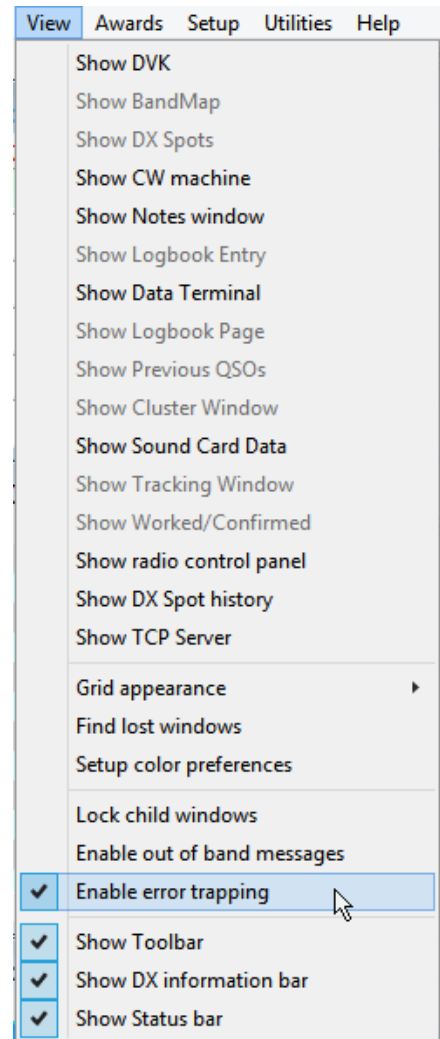 View Awards Setup Utilities Help
Show DVK
Show BandMap
Show DX Spots
Show CW machine
Show Notes window
Show Logbook Entry
Show Data Terminal
Show Logbook Page
Show Previous QSOs
Show Cluster Window
Show Sound Card Data
Show Tracking Window
Show Worked/Confirmed
Show radio control panel
Show DX Spot history
Show TCP Server
Grid appearance
Find lost windows
Setup color preferences
Lock child windows
Enable out of band messages
Enable error trapping
Show Toolbar
Show DX information bar
Show Status bar